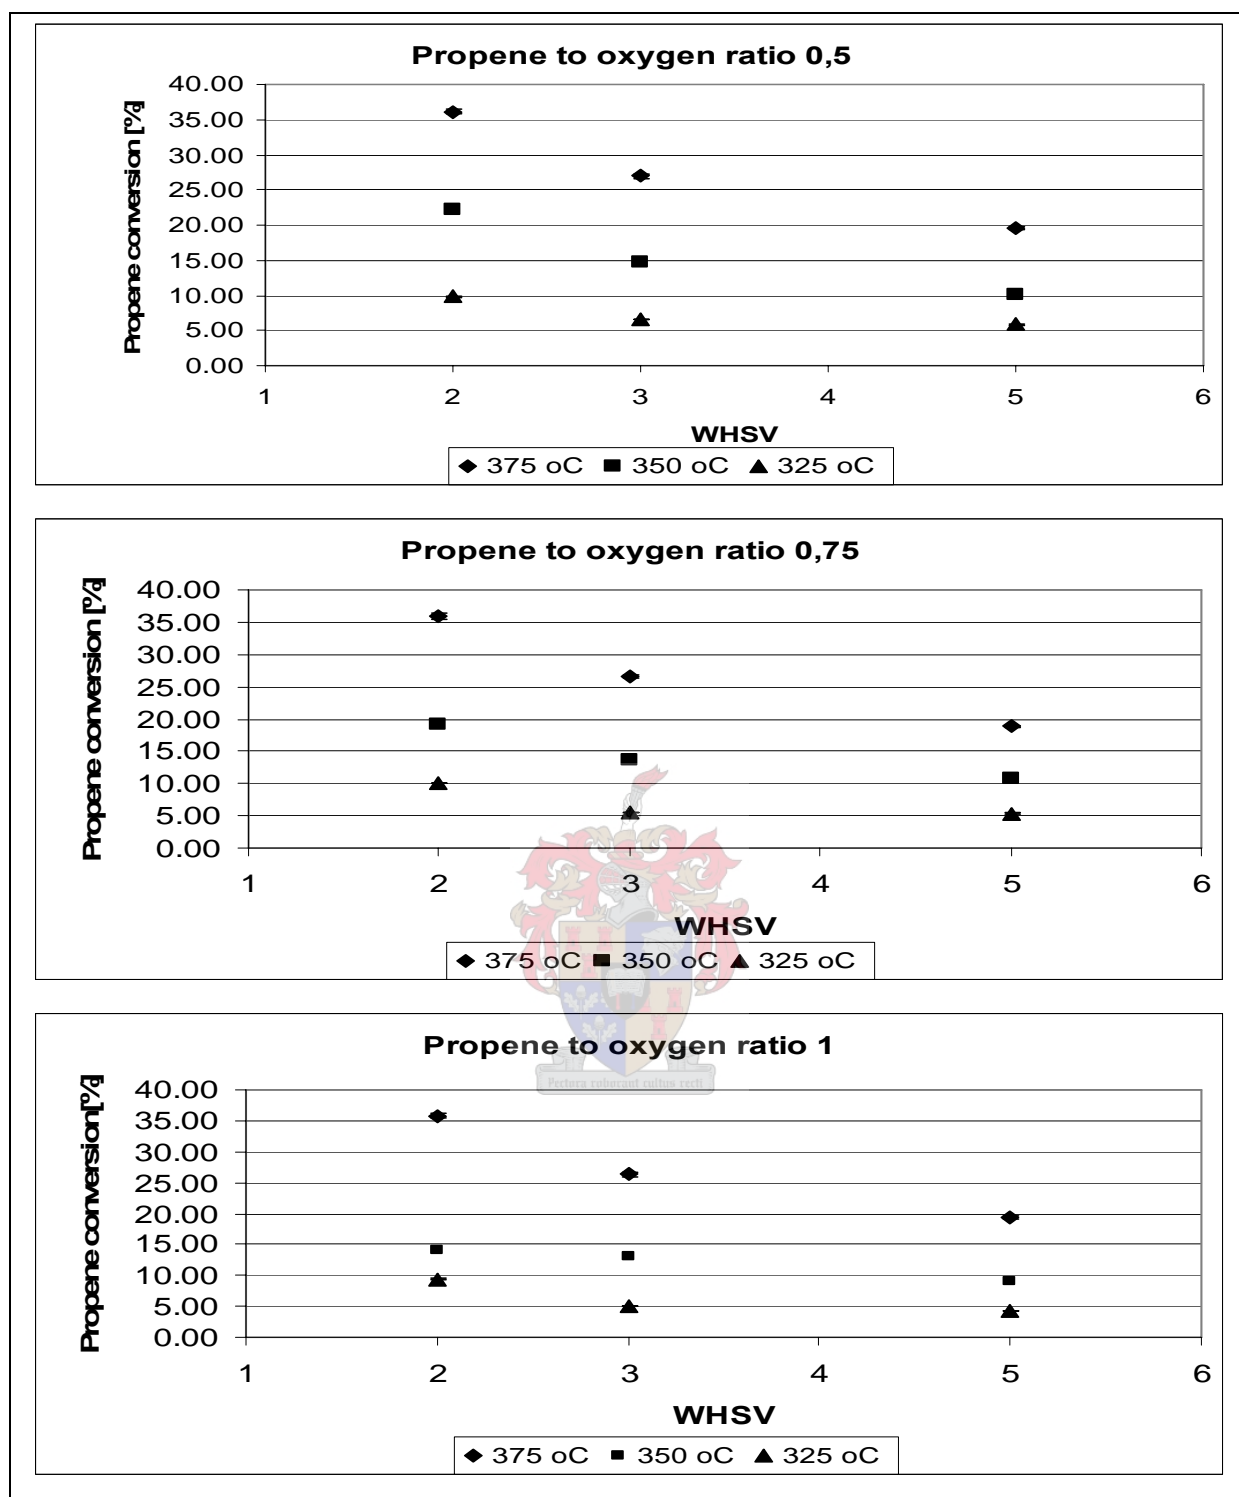 Propene to oxygen ratio 0,5
Propene conversion [%]
40.00
35.00
30.00
25.00
20.00
15.00
10.00
5.00
0.00
1 2 3 4 5 6
WHSV
375 oC 350 oC 325 oC
Propene to oxygen ratio 0,75
Propene conversion [%]
40.00
35.00
30.00
25.00
20.00
15.00
10.00
5.00
0.00
1 2 3 4 5 6
WHSV
375 oC 350 oC 325 oC
Propene to oxygen ratio 1
Pectora roborant cultus recti
Propene conversion[%]
40.00
35.00
30.00
25.00
20.00
15.00
10.00
5.00
0.00
1 2 3 4 5 6
WHSV
375 oC 350 oC 325 oC